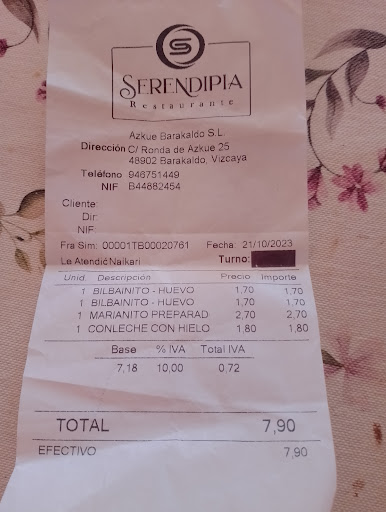 S
SERENDIPIA
Restaurante
Azkue Barakaldo S.L.
Dirección C/ Ronda de Azkue 25
48902 Barakaldo, Vizcaya
Teléfono 946751449
NIF B44882454
Cliente:
Dir:
NIF:
Fra Sim: 00001TB00020761 Fecha: 21/10/2023
Le Atendió Naikari Turno:
Unid. Descripción Precio Importe
1 BILBAINITO - HUEVO 1,70 1,70
1 BILBAINITO - HUEVO 1,70 1,70
1 MARIANITO PREPARAD 2,70 2,70
1 CONLECHE CON HIELO 1,80 1,80
Base % IVA Total IVA
7,18 10,00 0,72
TOTAL 7,90
EFECTIVO 7,90